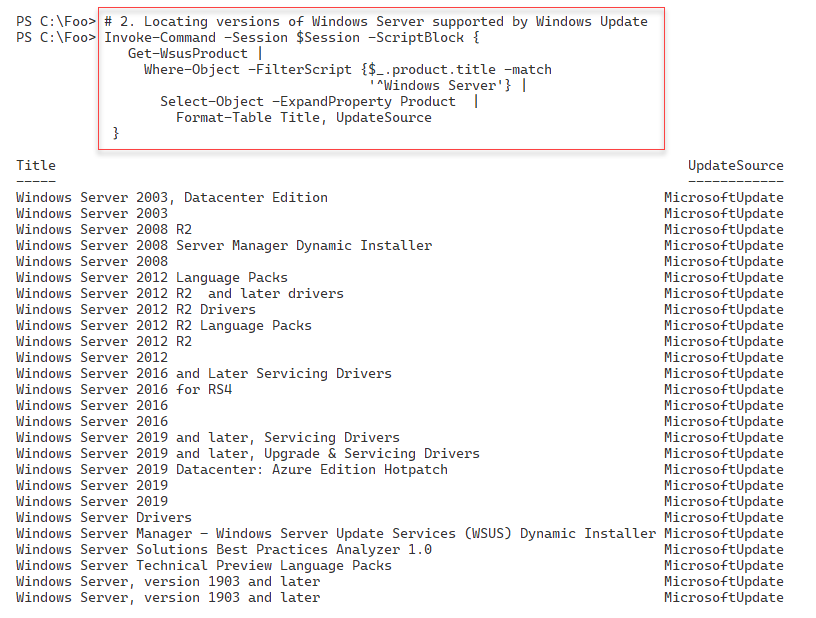 PS C:\Foo> # 2. Locating versions of Windows Server supported by Windows Update
PS C:\Foo> Invoke-Command -Session $Session -ScriptBlock {
Get-WsusProduct |
Where-Object -FilterScript {$_.product.title -match
'^Windows Server'} |
Select-Object -ExpandProperty Product |
Format-Table Title, UpdateSource
}
Title UpdateSource
----- ------------
Windows Server 2003, Datacenter Edition MicrosoftUpdate
Windows Server 2003 MicrosoftUpdate
Windows Server 2008 R2 MicrosoftUpdate
Windows Server 2008 Server Manager Dynamic Installer MicrosoftUpdate
Windows Server 2008 MicrosoftUpdate
Windows Server 2012 Language Packs MicrosoftUpdate
Windows Server 2012 R2  and later drivers MicrosoftUpdate
Windows Server 2012 R2 Drivers MicrosoftUpdate
Windows Server 2012 R2 Language Packs MicrosoftUpdate
Windows Server 2012 R2 MicrosoftUpdate
Windows Server 2012 MicrosoftUpdate
Windows Server 2016 and Later Servicing Drivers MicrosoftUpdate
Windows Server 2016 for RS4 MicrosoftUpdate
Windows Server 2016 MicrosoftUpdate
Windows Server 2016 MicrosoftUpdate
Windows Server 2019 and later, Servicing Drivers MicrosoftUpdate
Windows Server 2019 and later, Upgrade & Servicing Drivers MicrosoftUpdate
Windows Server 2019 Datacenter: Azure Edition Hotpatch MicrosoftUpdate
Windows Server 2019 MicrosoftUpdate
Windows Server 2019 MicrosoftUpdate
Windows Server Drivers MicrosoftUpdate
Windows Server Manager – Windows Server Update Services (WSUS) Dynamic Installer MicrosoftUpdate
Windows Server Solutions Best Practices Analyzer 1.0 MicrosoftUpdate
Windows Server Technical Preview Language Packs MicrosoftUpdate
Windows Server, version 1903 and later MicrosoftUpdate
Windows Server, version 1903 and later MicrosoftUpdate